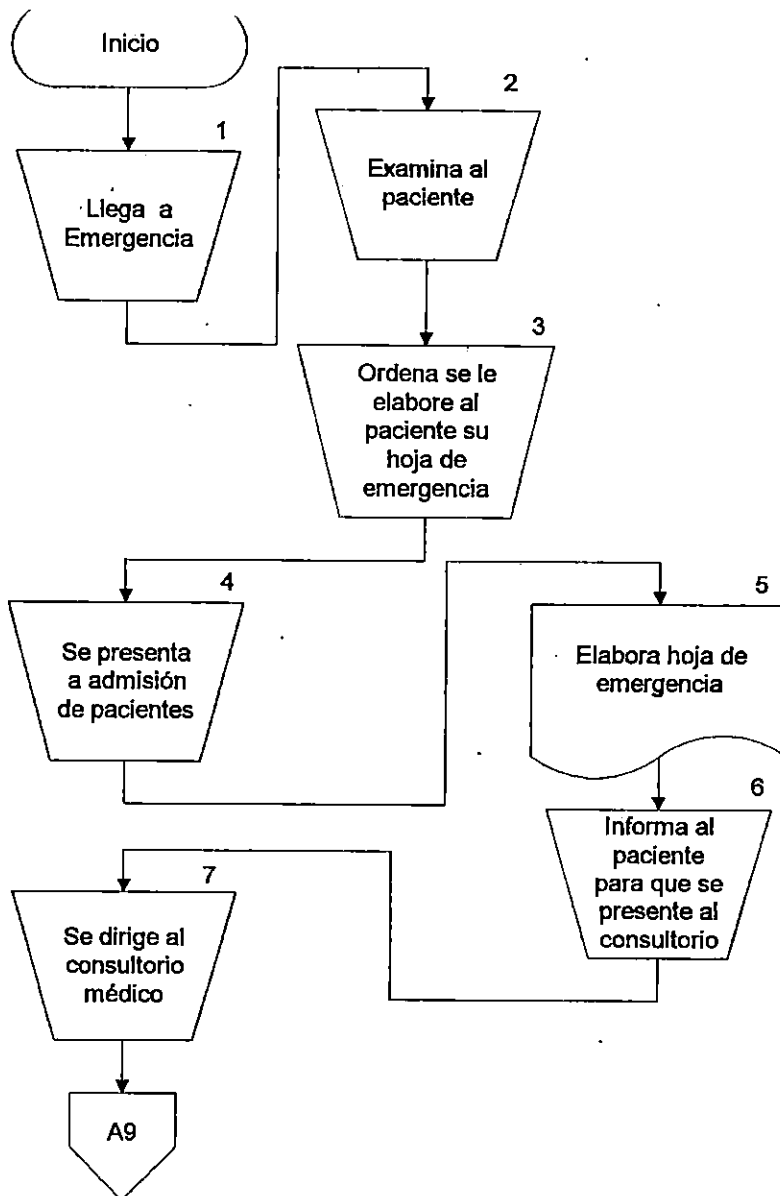 Inicio
1
Llega a
Emergencia
2
Examina al
paciente
3
Ordena se le
elabore al
paciente su
hoja de
emergencia
4
Se presenta
a admisión
de pacientes
5
Elabora hoja de
emergencia
6
Informa al
paciente
para que se
presente al
consultorio
7
Se dirige al
consultorio
médico
A9